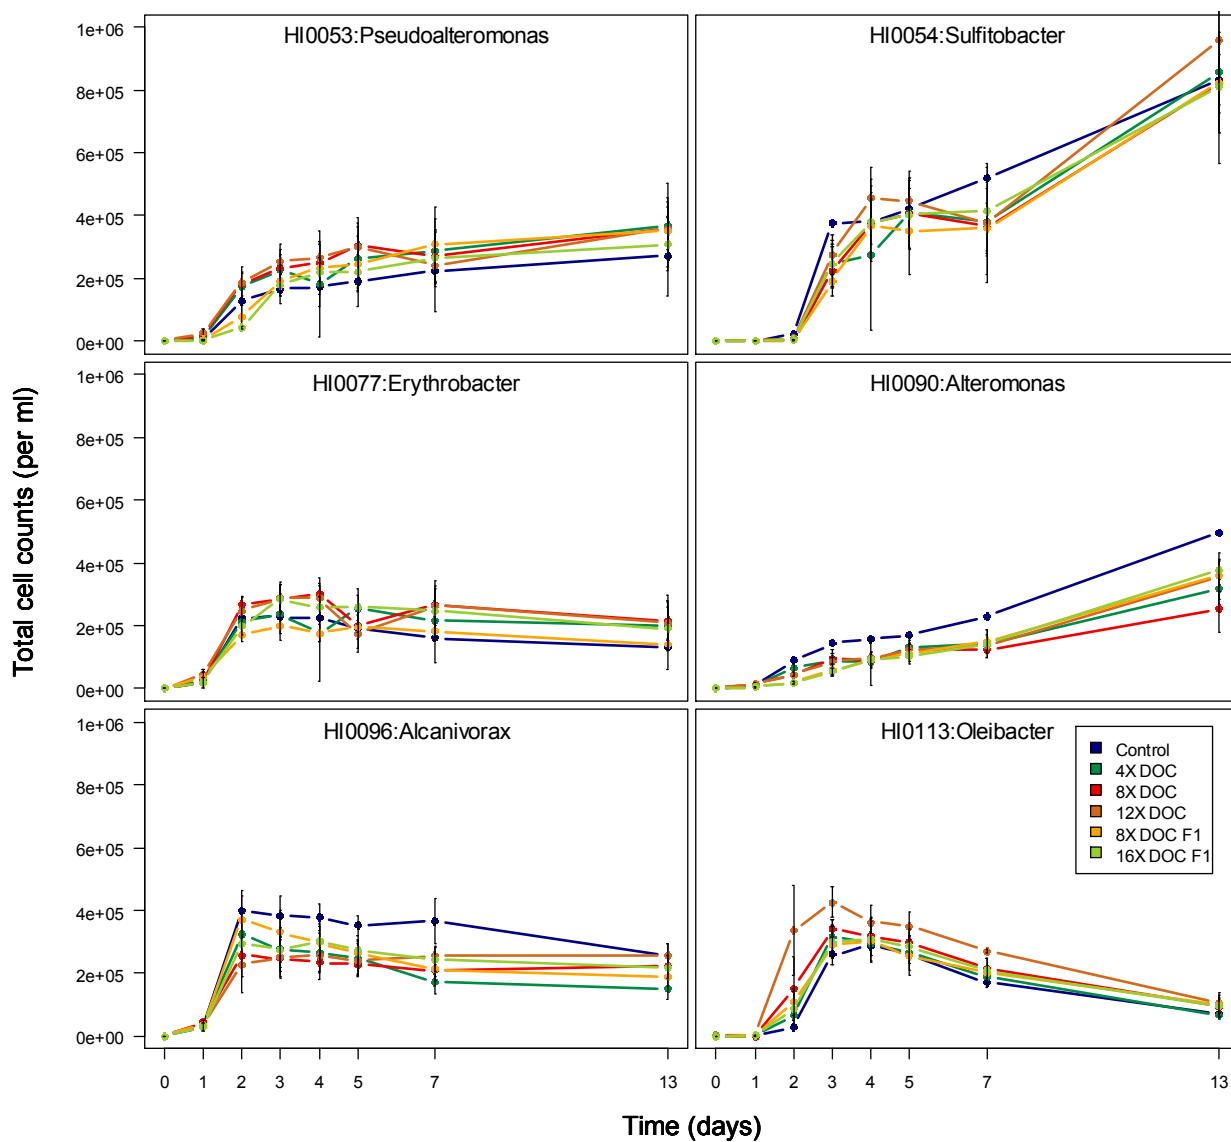 HI0053:Pseudoalteromonas
HI0054:Sulfitobacter
1e+06
8e+05
6e+05
4e+05
2e+05
0e+00
HI0077:Erythrobacter
HI0090:Alteromonas
1e+06
8e+05
6e+05
4e+05
2e+05
0e+00
Total cell counts (per ml)
HI0096:Alcanivorax
HI0113:Oleibacter
1e+06
8e+05
6e+05
4e+05
2e+05
0e+00
Control
4X DOC
8X DOC
12X DOC
8X DOC F1
16X DOC F1
0 1 2 3 4 5 7 13
0 1 2 3 4 5 7 13
Time (days)